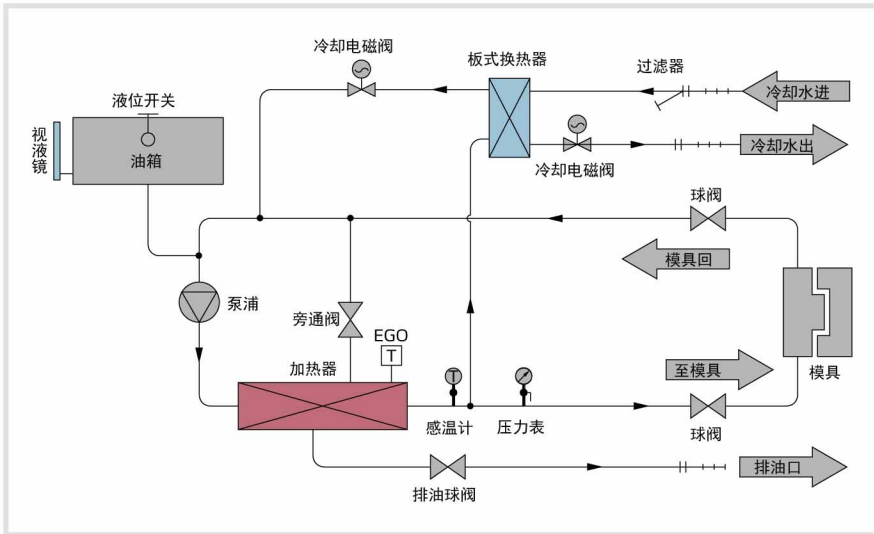 冷却电磁阀
板式换热器
过滤器
冷却水进
液位开关
视液镜
油箱
冷却电磁阀
冷却水出
球阀
模具回
泵浦
旁通阀
EGO
T
加热器
T
感温计
压力表
至模具
模具
球阀
排油球阀
排油口